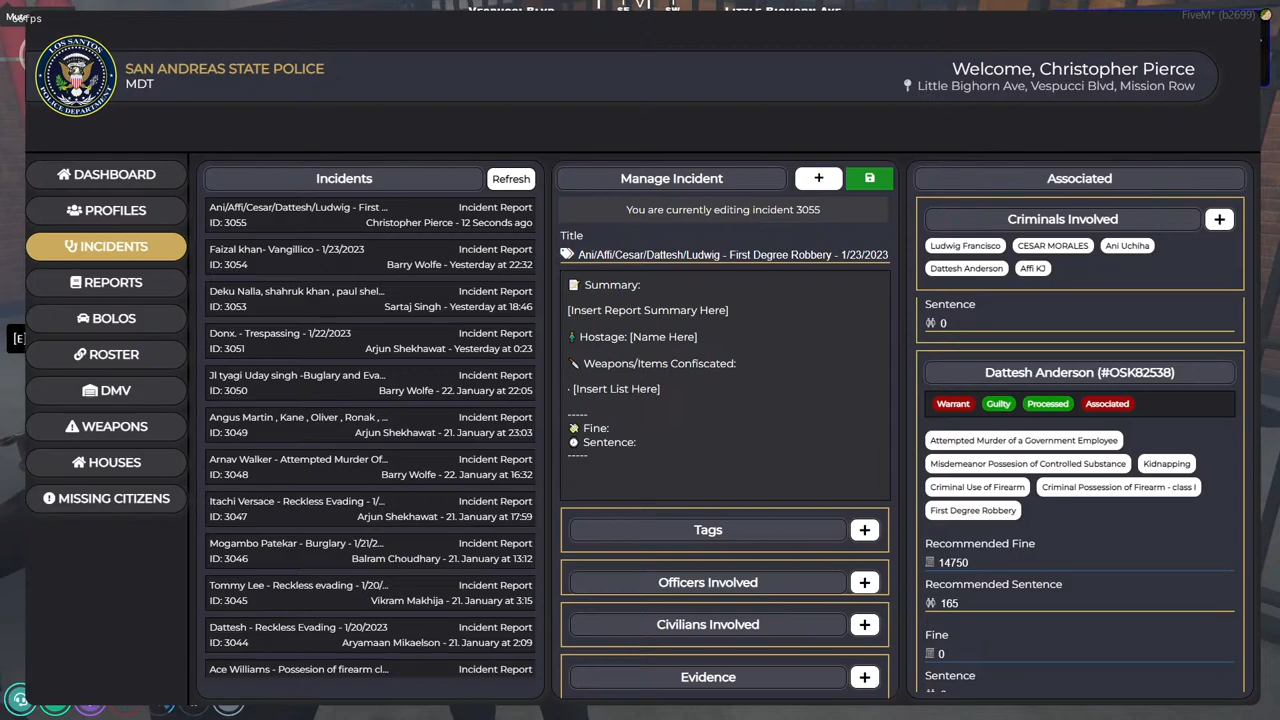 VESPUCCI BLVD
SE
SW
LITTLE BIGHORN AVE
FiveM* (b2699)
LOS SANTOS
POLICE DEPARTMENT
SAN ANDREAS STATE POLICE
MDT
Welcome, Christopher Pierce
Little Bighorn Ave, Vespucci Blvd, Mission Row
DASHBOARD
PROFILES
INCIDENTS
REPORTS
BOLOS
[E]
ROSTER
DMV
WEAPONS
HOUSES
MISSING CITIZENS
Incidents
Refresh
Ani/Affi/Cesar/Dattesh/Ludwig - First ... Incident Report
ID: 3055 Christopher Pierce - 12 Seconds ago
Faizal khan- Vangillico - 1/23/2023 Incident Report
ID: 3054 Barry Wolfe - Yesterday at 22:32
Deku Nalla, shahruk khan , paul shel... Incident Report
ID: 3053 Sartaj Singh - Yesterday at 18:46
Donx. - Trespassing - 1/22/2023 Incident Report
ID: 3051 Arjun Shekhawat - Yesterday at 0:23
Jl tyagi Uday singh -Buglary and Eva... Incident Report
ID: 3050 Barry Wolfe - 22. January at 22:05
Angus Martin , Kane , Oliver , Ronak , ... Incident Report
ID: 3049 Arjun Shekhawat - 21. January at 23:03
Arrav Walker - Attempted Murder Of... Incident Report
ID: 3048 Barry Wolfe - 22. January at 16:32
Itachi Versace - Reckless Evading - 1/... Incident Report
ID: 3047 Arjun Shekhawat - 21. January at 17:59
Mogambo Patekar - Burglary - 1/21/2... Incident Report
ID: 3046 Balram Choudhary - 21. January at 13:12
Tommy Lee - Reckless evading - 1/20/... Incident Report
ID: 3045 Vikram Makhija - 21. January at 3:15
Dattesh - Reckless Evading - 1/20/2023 Incident Report
ID: 3044 Aryamaan Mikaelson - 21. January at 2:09
Ace Williams - Possesion of firearm cl... Incident Report
Manage Incident
+
You are currently editing incident 3055
Title
Ani/Affi/Cesar/Dattesh/Ludwig - First Degree Robbery - 1/23/2023
📝 Summary:
[Insert Report Summary Here]
🧍 Hostage: [Name Here]
🔪 Weapons/Items Confiscated:
· [Insert List Here]
-----
💸 Fine:
⏱ Sentence:
-----
Tags +
Officers Involved +
Civilians Involved +
Evidence +
Associated
Criminals Involved +
Ludwig Francisco CESAR MORALES Ani Uchiha
Dattesh Anderson Affi KJ
Sentence
0
Dattesh Anderson (#OSK82538)
Warrant Guilty Processed Associated
Attempted Murder of a Government Employee
Misdemeanor Possesion of Controlled Substance Kidnapping
Criminal Use of Firearm Criminal Possession of Firearm - class I
First Degree Robbery
Recommended Fine
14750
Recommended Sentence
165
Fine
0
Sentence